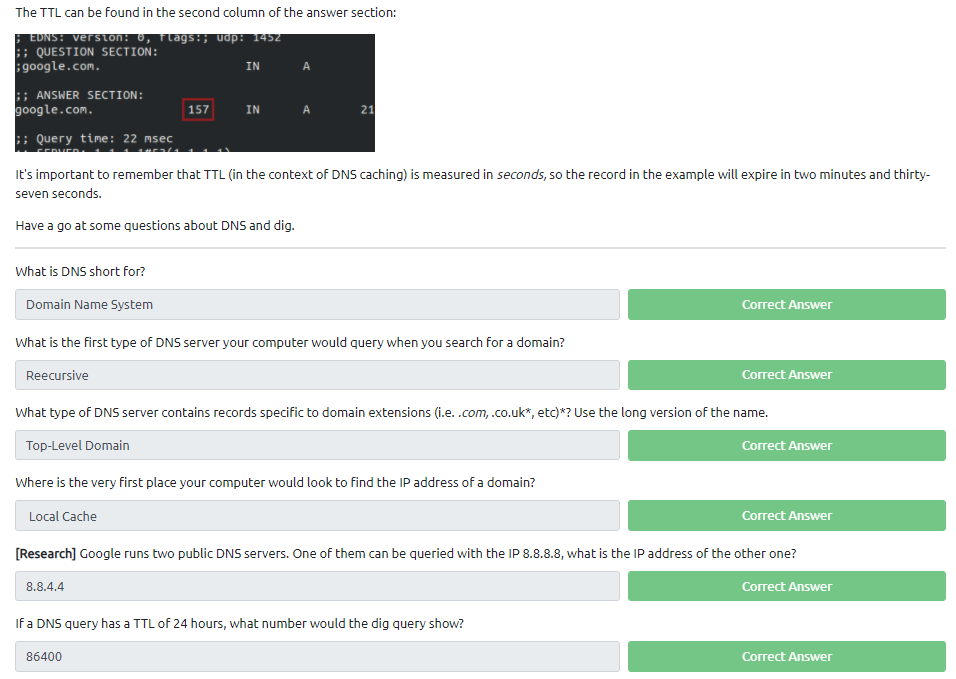 The TTL can be found in the second column of the answer section:
; EDNS: version: 0, flags:; udp: 1452
;; QUESTION SECTION:
;google.com. IN A
;; ANSWER SECTION:
google.com. 157 IN A 21
;; Query time: 22 msec
;; SERVER: 1.1.1.1#53(1.1.1.1)
It's important to remember that TTL (in the context of DNS caching) is measured in seconds, so the record in the example will expire in two minutes and thirty-
seven seconds.
Have a go at some questions about DNS and dig.
What is DNS short for?
Domain Name System Correct Answer
What is the first type of DNS server your computer would query when you search for a domain?
Reecursive Correct Answer
What type of DNS server contains records specific to domain extensions (i.e. .com, .co.uk*, etc)*? Use the long version of the name.
Top-Level Domain Correct Answer
Where is the very first place your computer would look to find the IP address of a domain?
Local Cache Correct Answer
[Research] Google runs two public DNS servers. One of them can be queried with the IP 8.8.8.8, what is the IP address of the other one?
8.8.4.4 Correct Answer
If a DNS query has a TTL of 24 hours, what number would the dig query show?
86400 Correct Answer